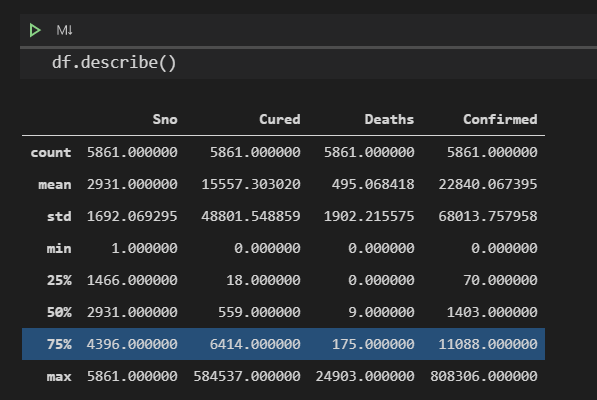 M↓
df.describe()
Sno Cured Deaths Confirmed
count 5861.000000 5861.000000 5861.000000 5861.000000
mean 2931.000000 15557.303020 495.068418 22840.067395
std 1692.069295 48801.548859 1902.215575 68013.757958
min 1.000000 0.000000 0.000000 0.000000
25% 1466.000000 18.000000 0.000000 70.000000
50% 2931.000000 559.000000 9.000000 1403.000000
75% 4396.000000 6414.000000 175.000000 11088.000000
max 5861.000000 584537.000000 24903.000000 808306.000000